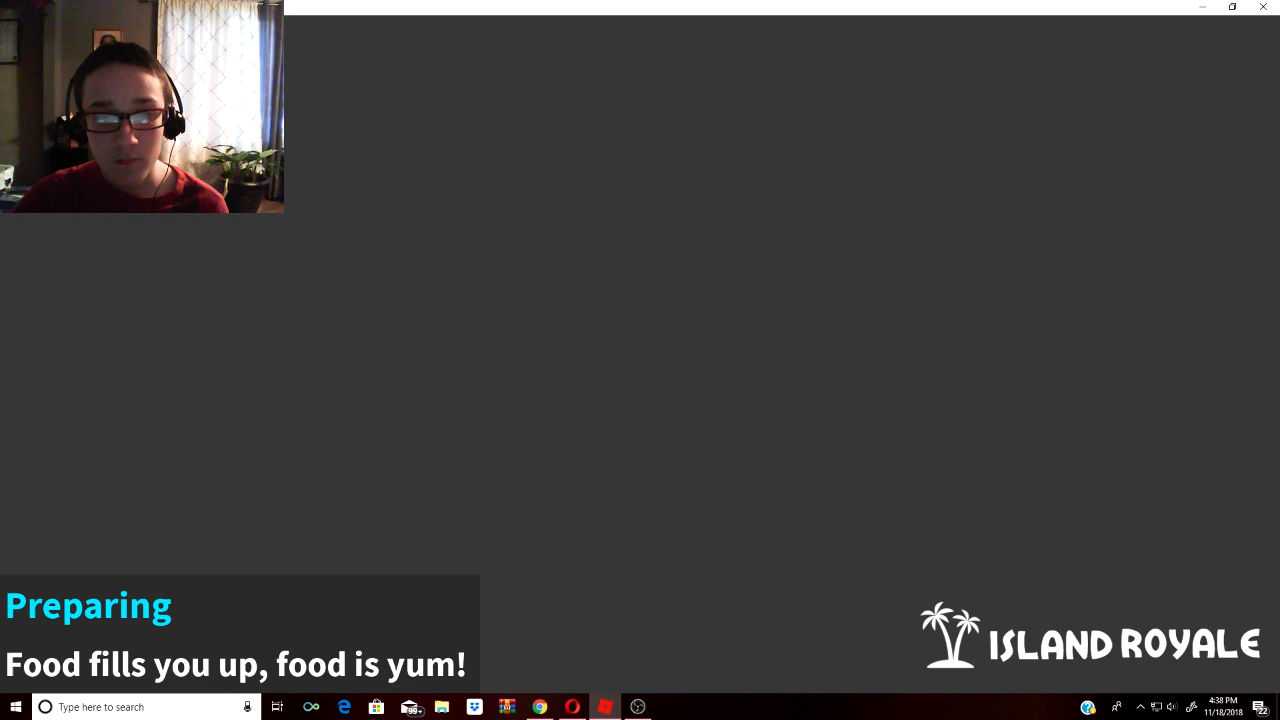 Preparing
Food fills you up, food is yum!
ISLAND ROYALE
Type here to search
99+
4:38 PM
11/18/2018
22